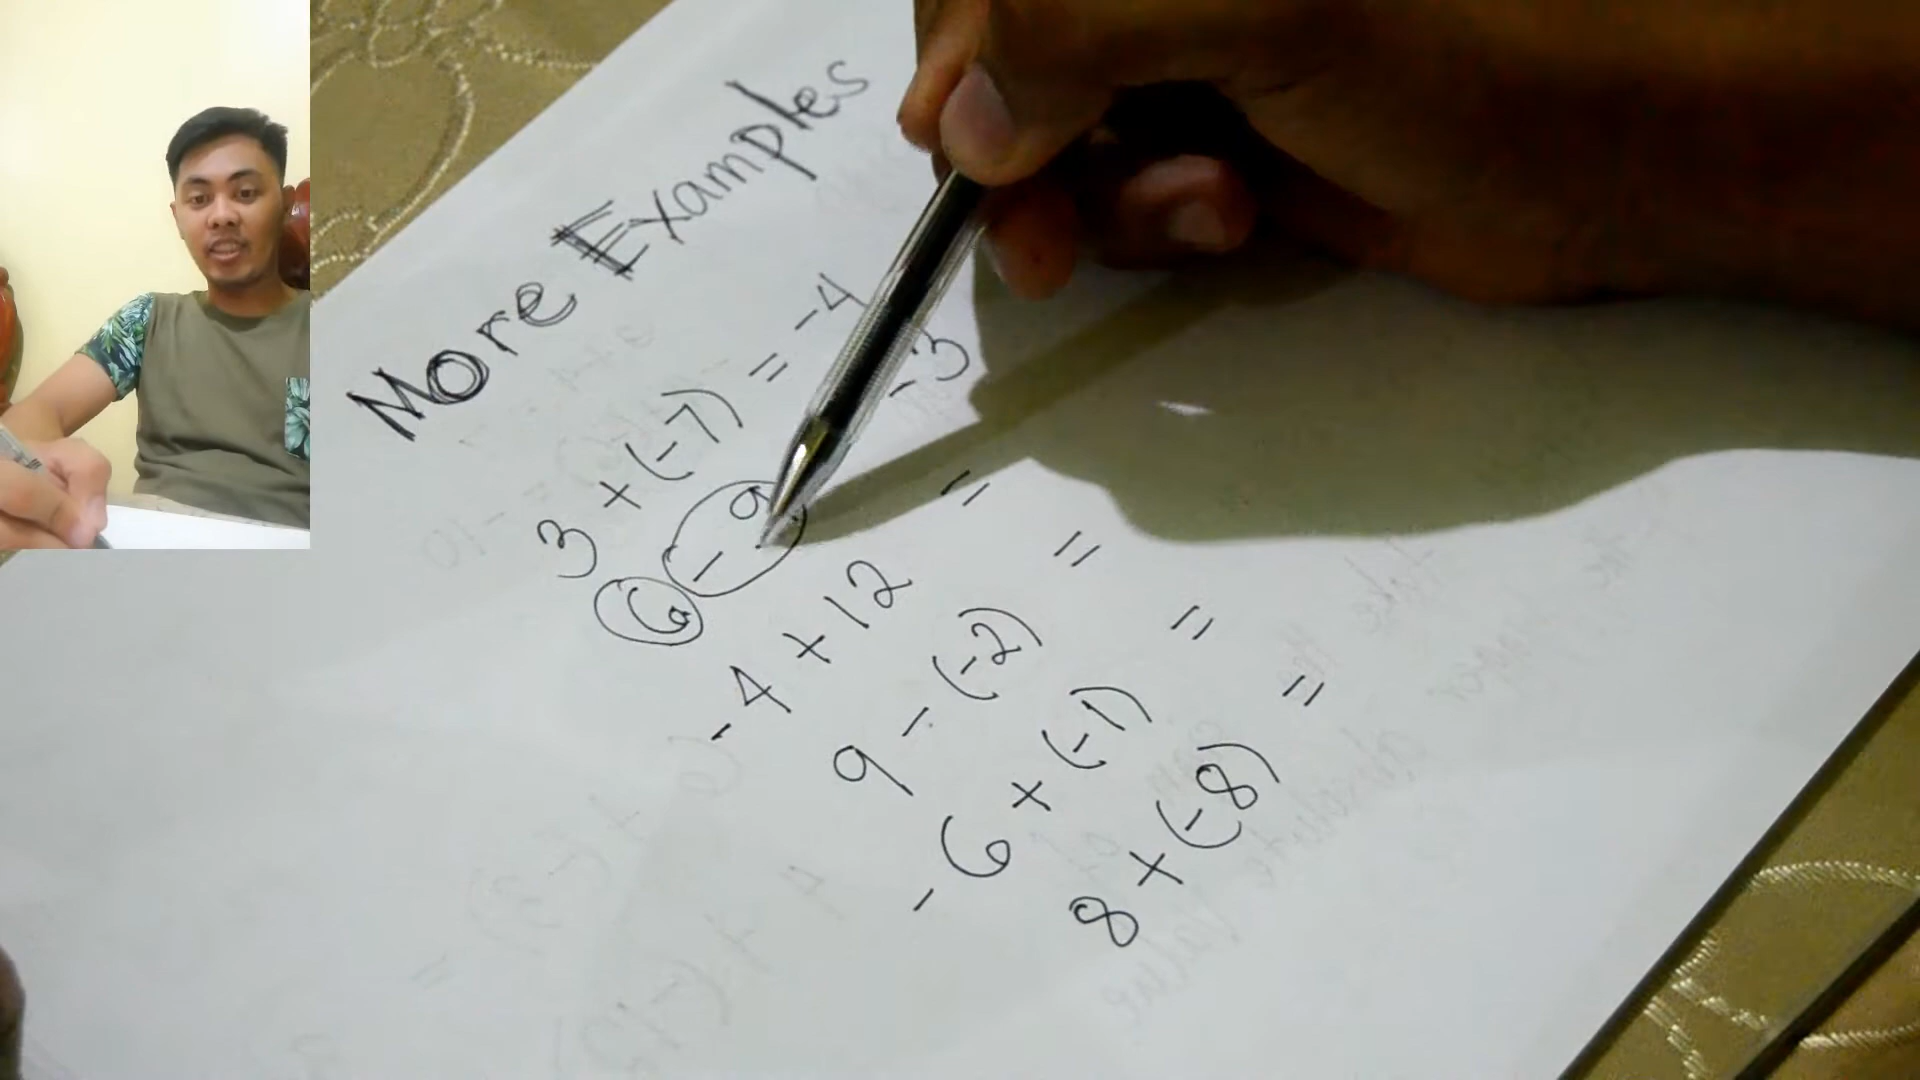 More Examples
3 + (-7) = -4
6 - 9 -3
-4 + 12 =
9 - (-2) =
-6 + (-1) =
8 + (-8) =